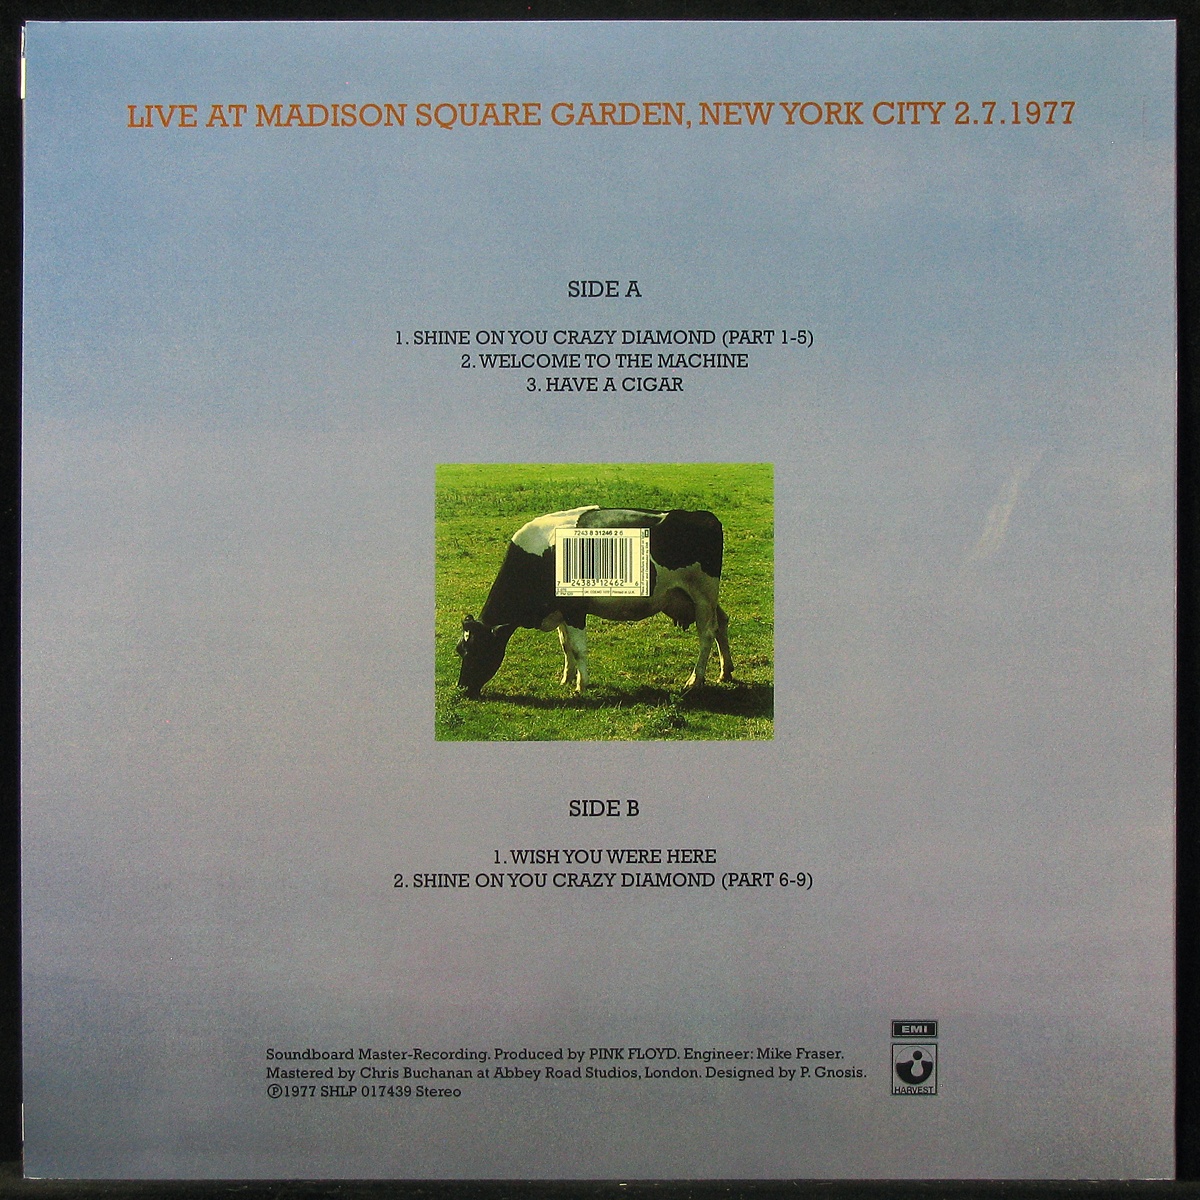 LIVE AT MADISON SQUARE GARDEN, NEW YORK CITY 2.7.1977
SIDE A
1. SHINE ON YOU CRAZY DIAMOND (PART 1-5)
2. WELCOME TO THE MACHINE
3. HAVE A CIGAR
7243 8 31246 2 6
7 24383 12462 6
SIDE B
1. WISH YOU WERE HERE
2. SHINE ON YOU CRAZY DIAMOND (PART 6-9)
EMI
HARVEST
Soundboard Master-Recording. Produced by PINK FLOYD. Engineer: Mike Fraser.
Mastered by Chris Buchanan at Abbey Road Studios, London. Designed by P. Gnosis.
Ⓟ1977 SHLP 017439 Stereo